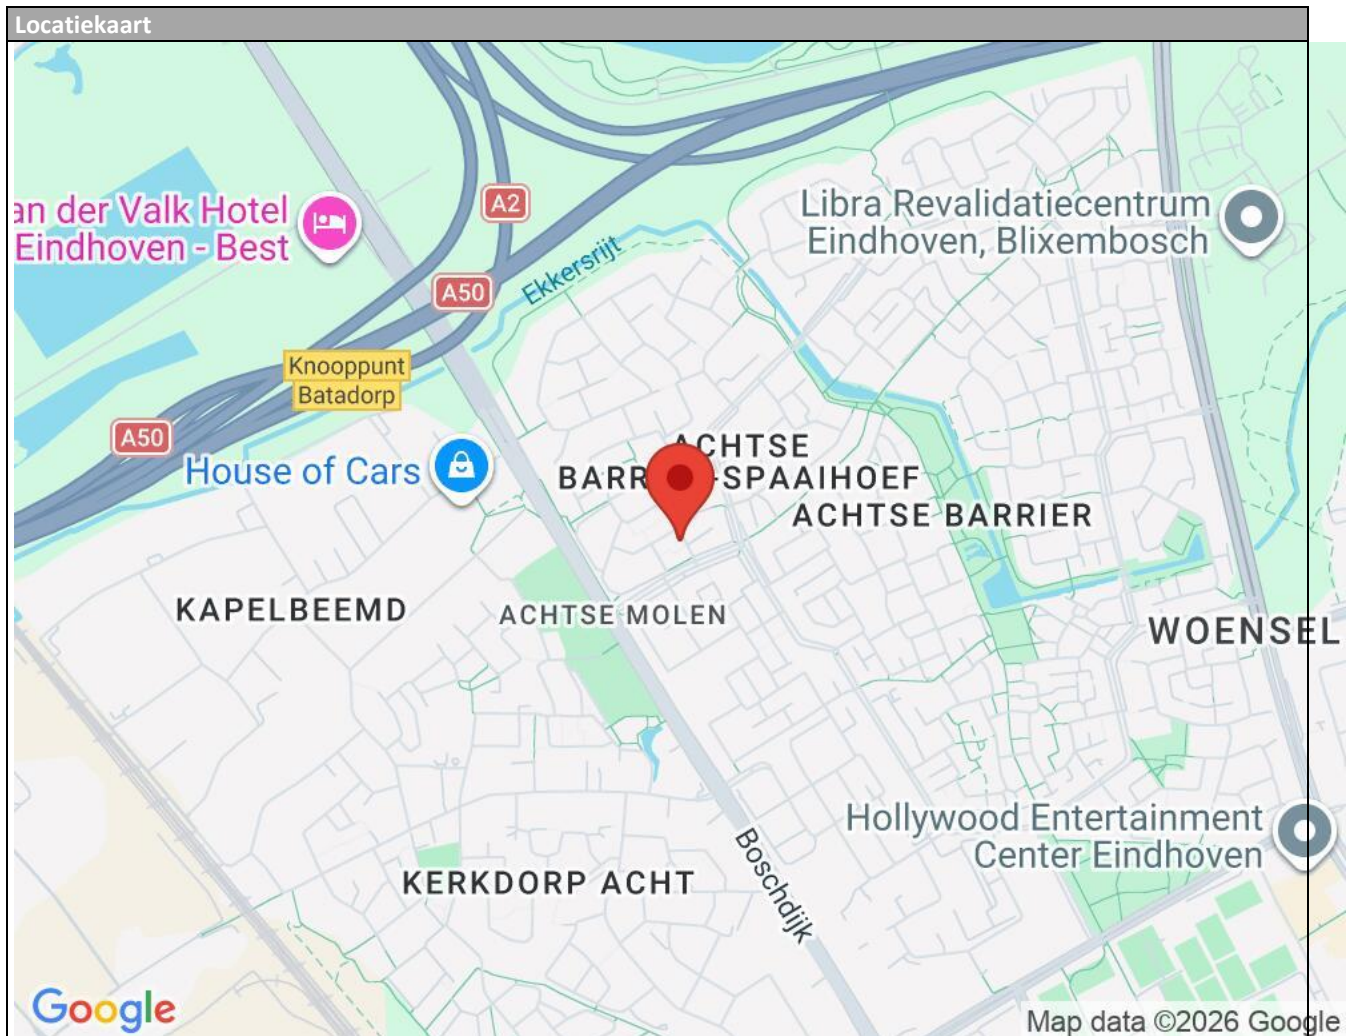 Locatiekaart
an der Valk Hotel
Eindhoven - Best
A2
Libra Revalidatiecentrum
Eindhoven, Blixembosch
Ekkersrijt
A50
Knooppunt
Batadorp
A50
House of Cars
ACHTSE
BARR -SPAAIHOEF
ACHTSE BARRIER
KAPELBEEMD
ACHTSE MOLEN
WOENSEL
Hollywood Entertainment
Center Eindhoven
Boschdijk
KERKDORP ACHT
Google
Map data ©2026 Google